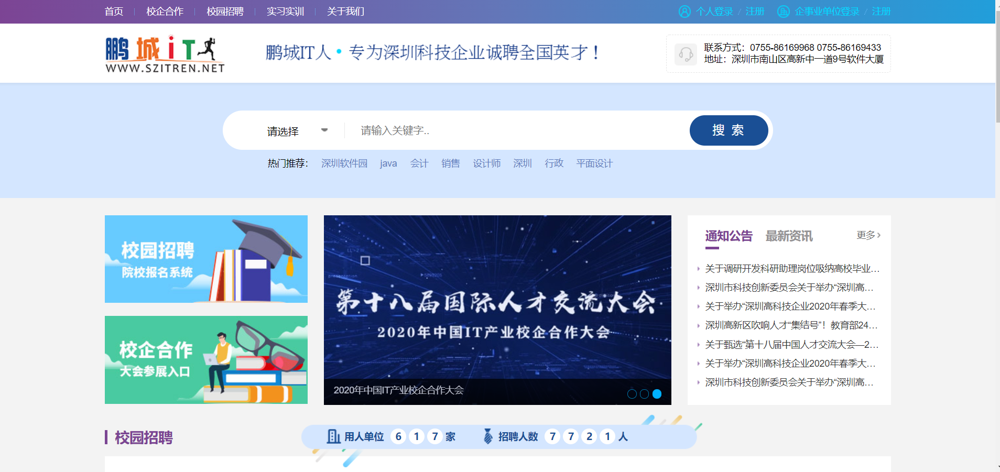 首页 校企合作 校园招聘 实习实训 关于我们 个人登录 / 注册 企事业单位登录 / 注册
鹏城iT
WWW.SZITREN.NET
鹏城IT人·专为深圳科技企业诚聘全国英才！
联系方式：0755-86169968 0755-86169433
地址：深圳市南山区高新中一道9号软件大厦
请选择 请输入关键字.. 搜 索
热门推荐： 深圳软件园 java 会计 销售 设计师 深圳 行政 平面设计
校园招聘
院校报名系统
校企合作
大会参展入口
第十八届国际人才交流大会
2020年中国IT产业校企合作大会
2020年中国IT产业校企合作大会
通知公告 最新资讯 更多
关于调研开发科研助理岗位吸纳高校毕业…
深圳市科技创新委员会关于举办“深圳高…
关于举办“深圳高科技企业2020年春季大…
深圳高新区吹响人才“集结号”！教育部24…
关于甄选“第十八届中国人才交流大会—2…
关于举办“深圳高科技企业2020年春季大…
深圳市科技创新委员会关于举办“深圳高…
校园招聘
用人单位 6 1 7 家 招聘人数 7 7 2 1 人